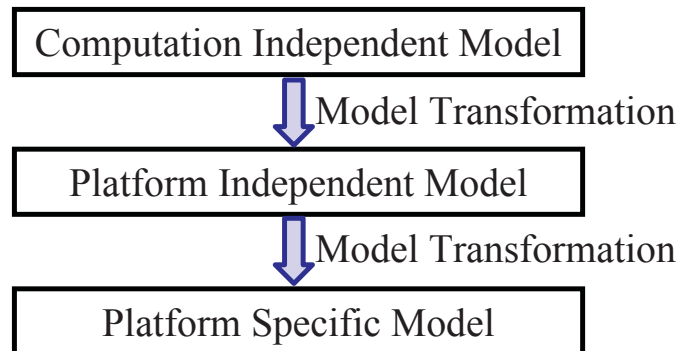 Computation Independent Model
Model Transformation
Platform Independent Model
Model Transformation
Platform Specific Model